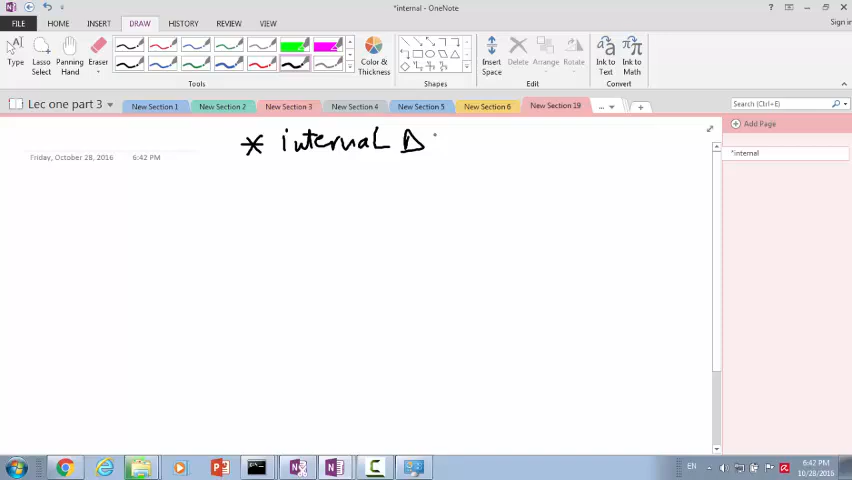 *internal - OneNote
? 
Sign in
FILE HOME INSERT DRAW HISTORY REVIEW VIEW
Type Lasso Select Panning Hand Eraser Color & Thickness Insert Space Delete Arrange Rotate Ink to Text Ink to Math
Tools Shapes Edit Convert
Lec one part 3 New Section 1 New Section 2 New Section 3 New Section 4 New Section 5 New Section 6 New Section 19 ... + Search (Ctrl+E)
Add Page
* internal D
*internal
Friday, October 28, 2016 6:42 PM
EN 6:42 PM
10/28/2016